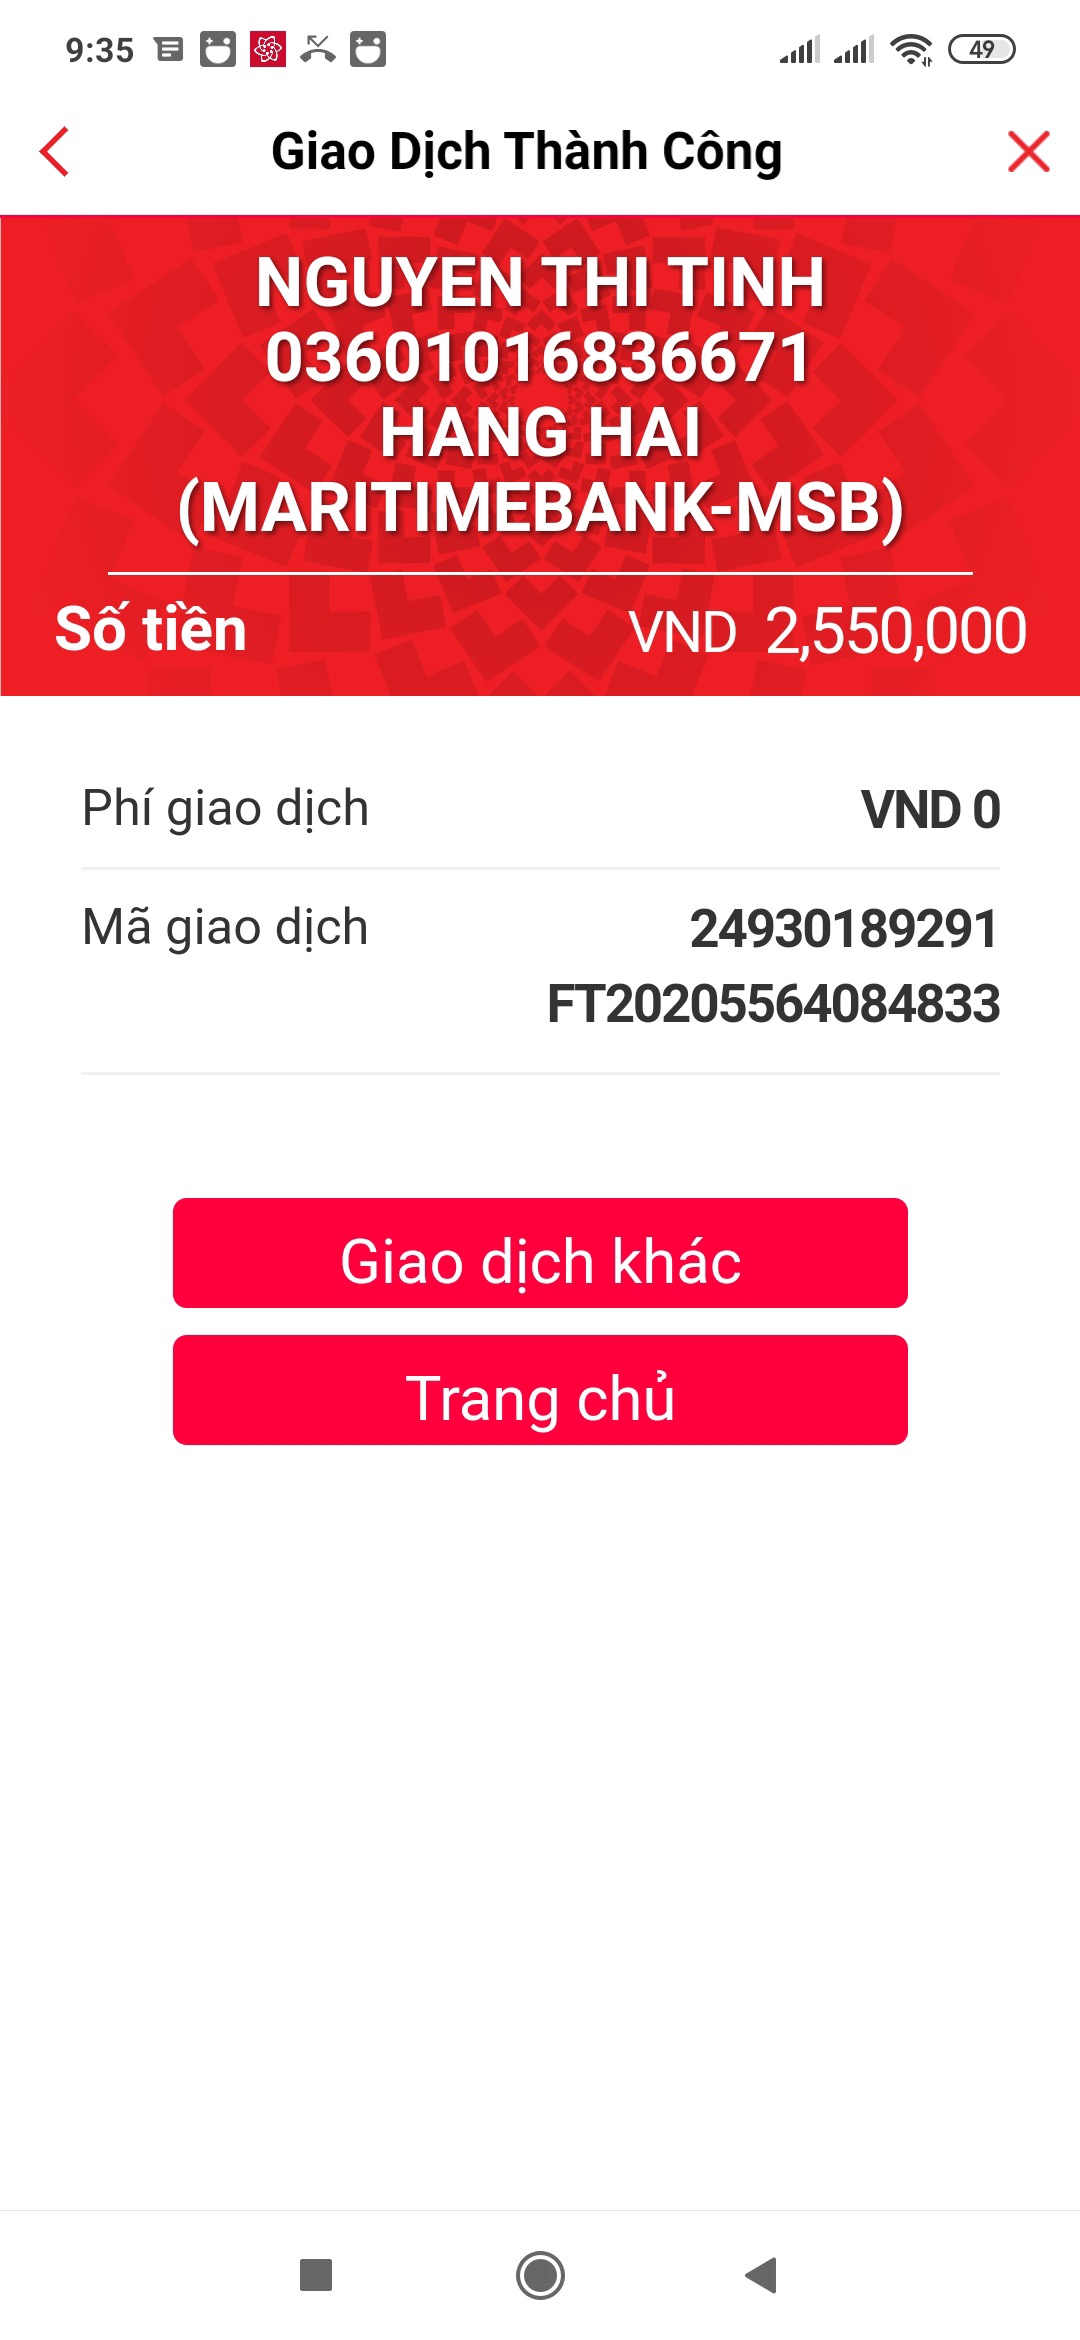 9:35
49
Giao Dịch Thành Công
NGUYEN THI TINH
03601016836671
HANG HAI
(MARITIMEBANK-MSB)
Số tiền VND 2,550,000
Phí giao dịch VND 0
Mã giao dịch 24930189291
FT20205564084833
Giao dịch khác
Trang chủ